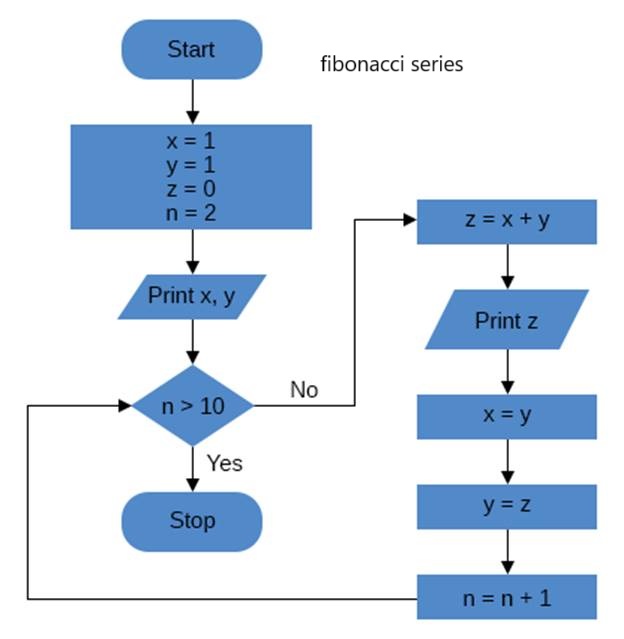 Start
fibonacci series
x = 1
y = 1
z = 0
n = 2
Print x, y
n > 10
No
Yes
Stop
z = x + y
Print z
x = y
y = z
n = n + 1